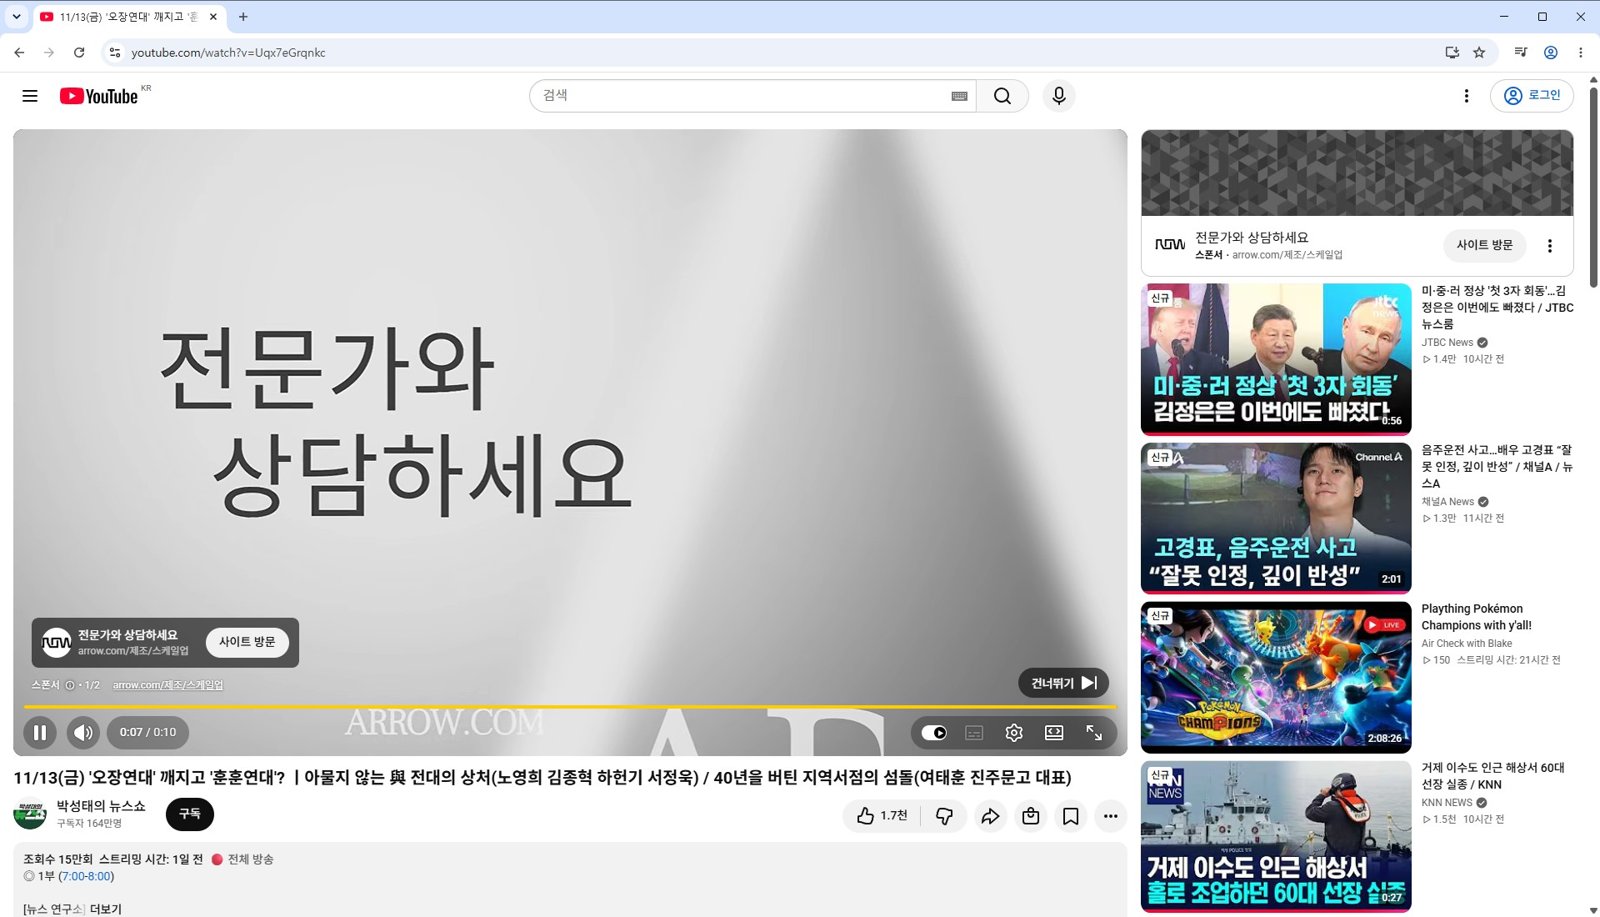 11/13(금) '오장연대' 깨지고 '훈
youtube.com/watch?v=Uqx7eGrqnkc
YouTube KR
검색
로그인
전문가와
상담하세요
전문가와 상담하세요
arrow.com/제조/스케일업
사이트 방문
스폰서 · 1/2 arrow.com/제조/스케일업
건너뛰기
0:07 / 0:10
ARROW.COM
11/13(금) '오장연대' 깨지고 '훈훈연대'? ㅣ아물지 않는 與 전대의 상처(노영희 김종혁 하헌기 서정욱) / 40년을 버틴 지역서점의 섬돌(여태훈 진주문고 대표)
박성태의 뉴스쇼
구독자 164만명
구독
1.7천
조회수 15만회 스트리밍 시간: 1일 전 전체 방송
◎ 1부 (7:00-8:00)
[뉴스 연구소] 더보기
전문가와 상담하세요
스폰서 · arrow.com/제조/스케일업
사이트 방문
신규
jtbc
news
미·중·러 정상 '첫 3자 회동'
김정은은 이번에도 빠졌다
0:56
미·중·러 정상 '첫 3자 회동'...김
정은은 이번에도 빠졌다 / JTBC
뉴스룸
JTBC News
1.4만 10시간 전
신규
Channel A
고경표, 음주운전 사고
“잘못 인정, 깊이 반성”
2:01
음주운전 사고...배우 고경표 “잘
못 인정, 깊이 반성” / 채널A / 뉴
스A
채널A News
1.3만 11시간 전
신규
LIVE
POKÉMON
CHAMPIONS
2:08:26
Plaything Pokémon
Champions with y'all!
Air Check with Blake
150 스트리밍 시간: 21시간 전
신규
KNN
NEWS
거제 이수도 인근 해상서
홀로 조업하던 60대 선장 실종
0:27
거제 이수도 인근 해상서 60대
선장 실종 / KNN
KNN NEWS
1.5천 10시간 전